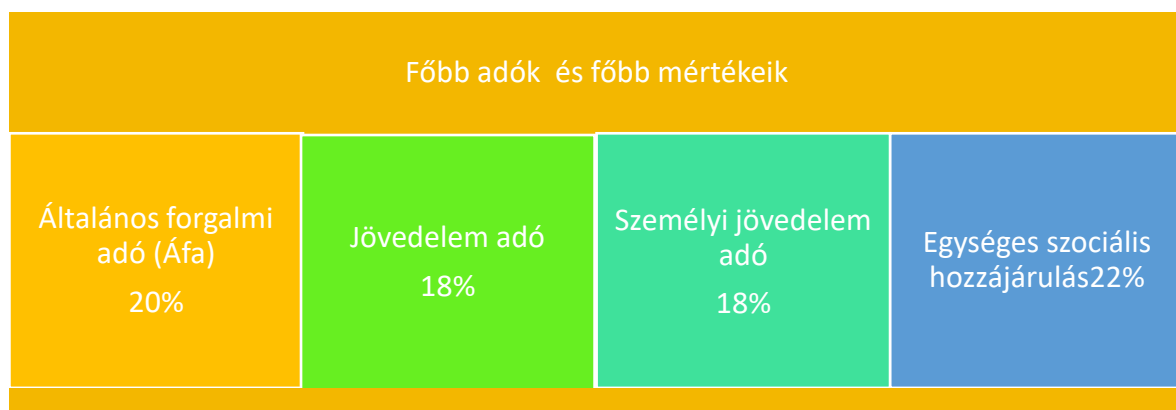 Főbb adók és főbb mértékeik
Általános forgalmi
adó (Áfa)
20%
Jövedelem adó
18%
Személyi jövedelem
adó
18%
Egységes szociális
hozzájárulás22%